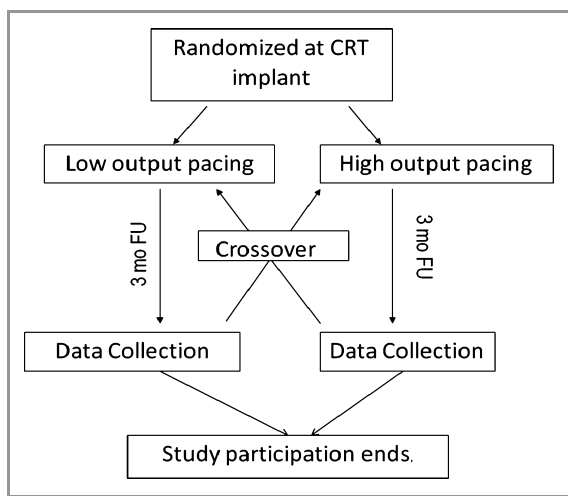 Randomized at CRT
implant
Low output pacing
High output pacing
3 mo FU
3 mo FU
Crossover
Data Collection
Data Collection
Study participation ends.